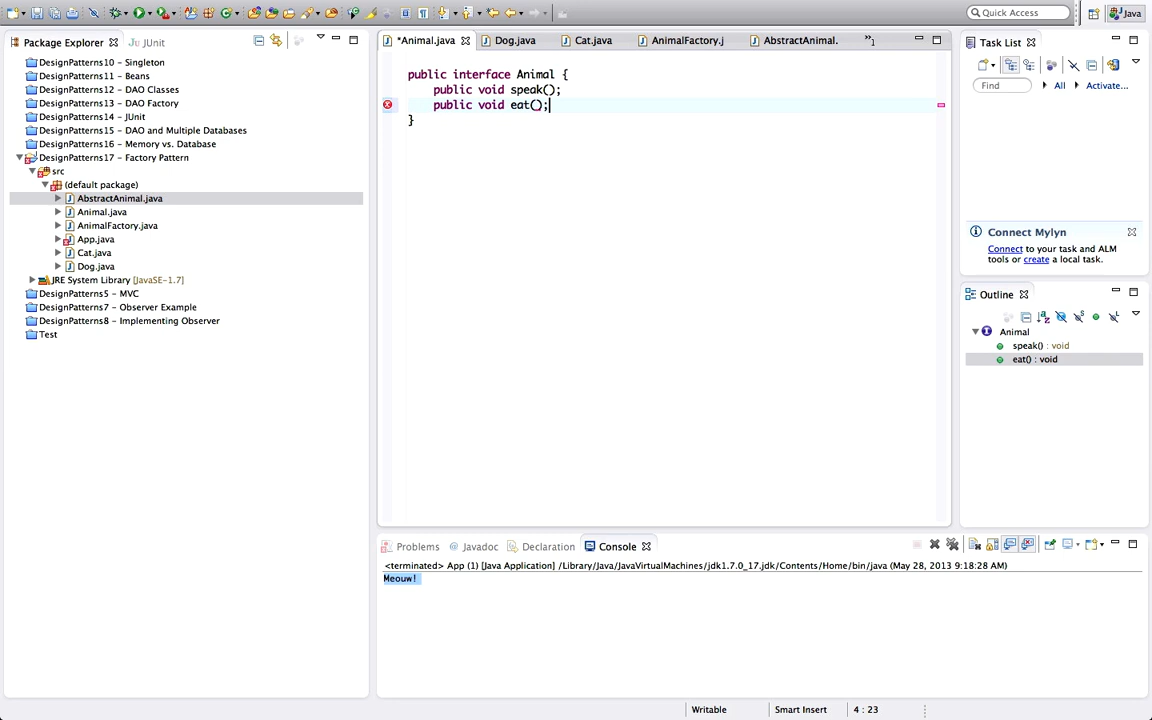 Quick Access
Java
Package Explorer
JUnit
DesignPatterns10 - Singleton
DesignPatterns11 - Beans
DesignPatterns12 - DAO Classes
DesignPatterns13 - DAO Factory
DesignPatterns14 - JUnit
DesignPatterns15 - DAO and Multiple Databases
DesignPatterns16 - Memory vs. Database
DesignPatterns17 - Factory Pattern
src
(default package)
AbstractAnimal.java
Animal.java
AnimalFactory.java
App.java
Cat.java
Dog.java
JRE System Library [JavaSE-1.7]
DesignPatterns5 - MVC
DesignPatterns7 - Observer Example
DesignPatterns8 - Implementing Observer
Test
*Animal.java
Dog.java
Cat.java
AnimalFactory.j
AbstractAnimal.
»1
public interface Animal {
public void speak();
public void eat();
}
Task List
Find
All
Activate...
Connect Mylyn
Connect to your task and ALM
tools or create a local task.
Outline
Animal
speak() : void
eat() : void
Problems
Javadoc
Declaration
Console
<terminated> App (1) [Java Application] /Library/Java/JavaVirtualMachines/jdk1.7.0_17.jdk/Contents/Home/bin/java (May 28, 2013 9:18:28 AM)
Meouw!
Writable
Smart Insert
4 : 23